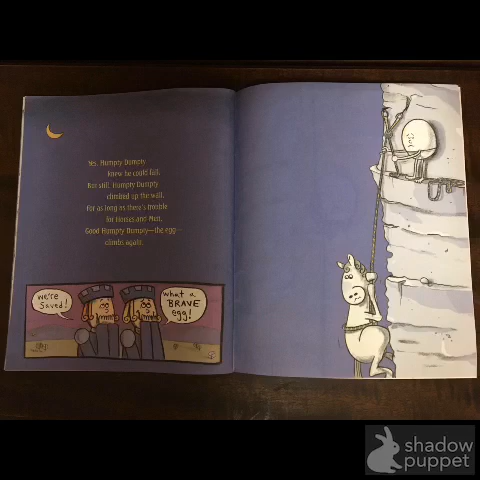 Yes, Humpty Dumpty
knew he could fall.
But still, Humpty Dumpty
climbed up the wall.
For as long as there's trouble
for Horses and Men,
Good Humpty Dumpty—the egg—
climbs again.
we're
saved!
what a
BRAVE
egg!
shadow
puppet